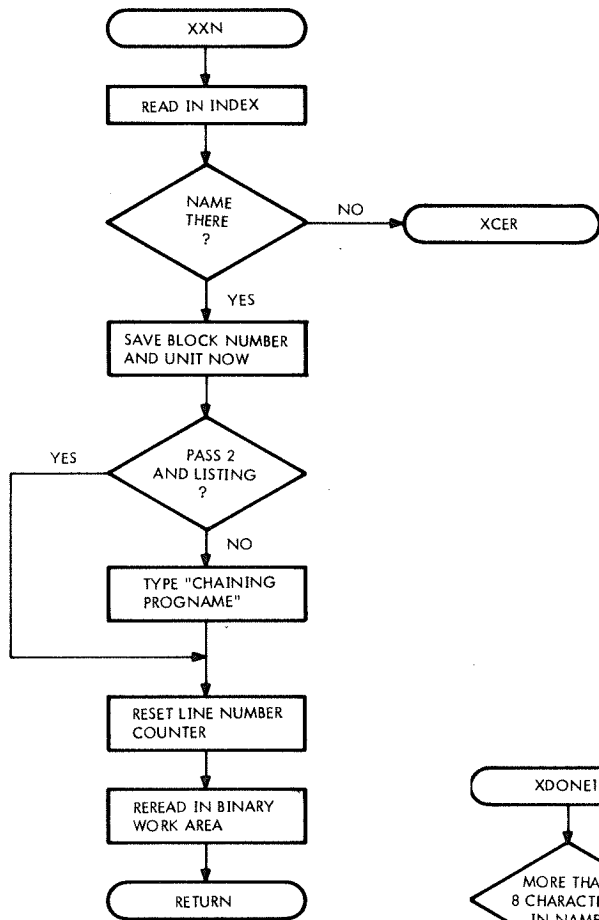 XXN
READ IN INDEX
NAME
THERE
?
NO
XCER
YES
SAVE BLOCK NUMBER
AND UNIT NOW
YES
PASS 2
AND LISTING
?
NO
TYPE "CHAINING
PROGNAME"
RESET LINE NUMBER
COUNTER
REREAD IN BINARY
WORK AREA
RETURN
XDONE1
MORE THA
8 CHARACT
IN NAM